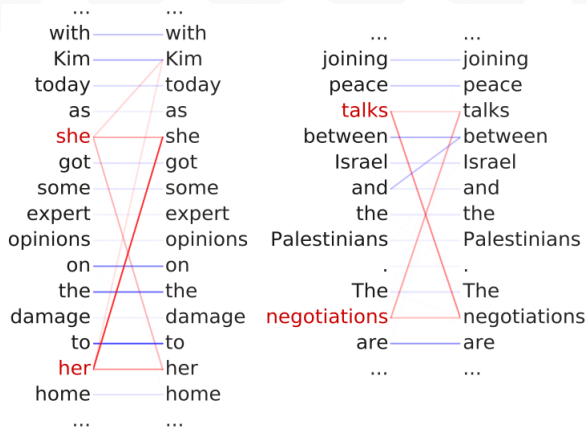 ... ...
with with
Kim Kim
today today
as as
she she
got got
some some
expert expert
opinions opinions
on on
the the
damage damage
to to
her her
home home
... ...
... ...
joining joining
peace peace
talks talks
between between
Israel Israel
and and
the the
Palestinians Palestinians
. .
The The
negotiations negotiations
are are
... ...